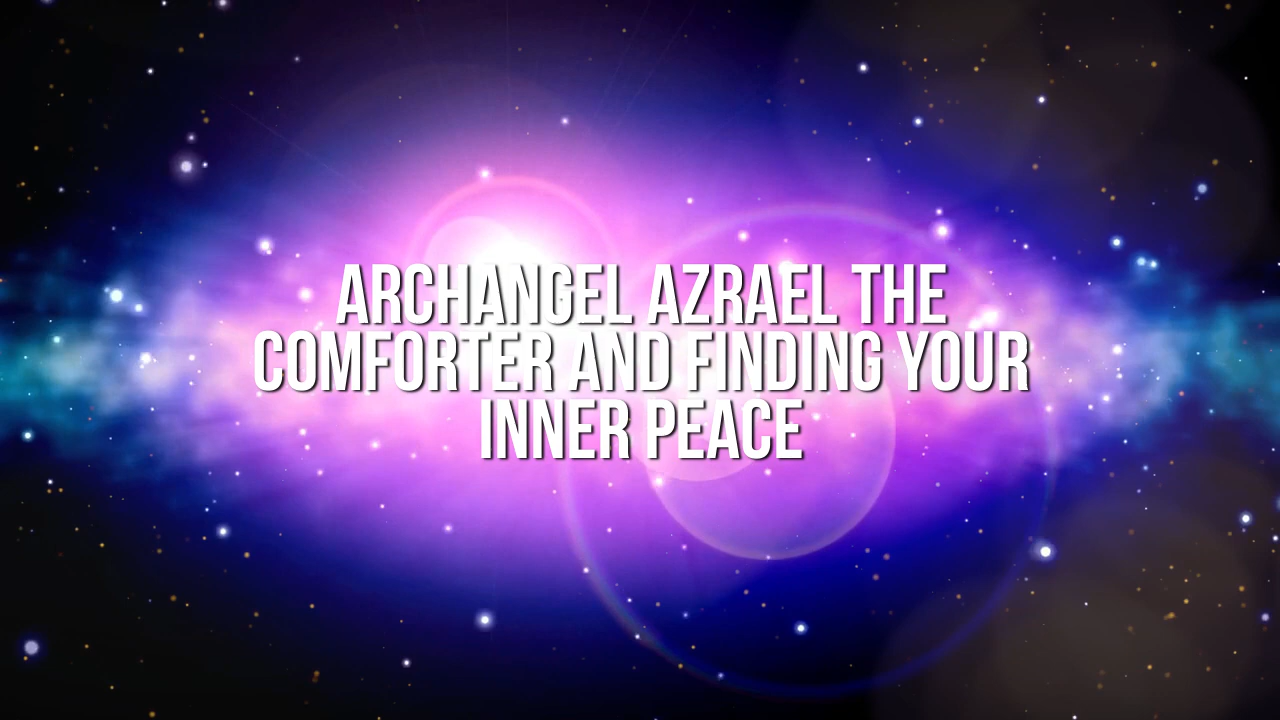 ARCHANGEL AZRAEL THE
COMFORTER AND FINDING YOUR
INNER PEACE